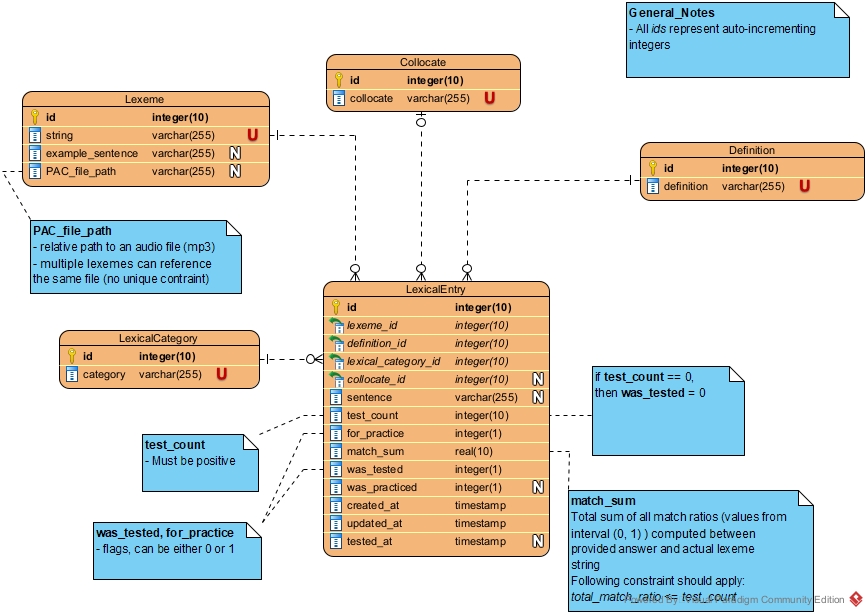 General_Notes
- All ids represent auto-incrementing
integers
Collocate
id integer(10)
collocate varchar(255) U
Lexeme
id integer(10)
string varchar(255) U
example_sentence varchar(255) N
PAC_file_path varchar(255) N
Definition
id integer(10)
definition varchar(255) U
PAC_file_path
- relative path to an audio file (mp3)
- multiple lexemes can reference
the same file (no unique contraint)
LexicalEntry
id integer(10)
lexeme_id integer(10)
definition_id integer(10)
lexical_category_id integer(10)
collocate_id integer(10) N
sentence varchar(255) N
test_count integer(10)
for_practice integer(1)
match_sum real(10)
was_tested integer(1)
was_practiced integer(1) N
created_at timestamp
updated_at timestamp
tested_at timestamp N
LexicalCategory
id integer(10)
category varchar(255) U
if test_count == 0,
then was_tested = 0
test_count
- Must be positive
was_tested, for_practice
- flags, can be either 0 or 1
match_sum
Total sum of all match ratios (values from
interval (0, 1) ) computed between
provided answer and actual lexeme
string
Following constraint should apply:
total_match_ratio <= test_count
Powered By Visual Paradigm Community Edition